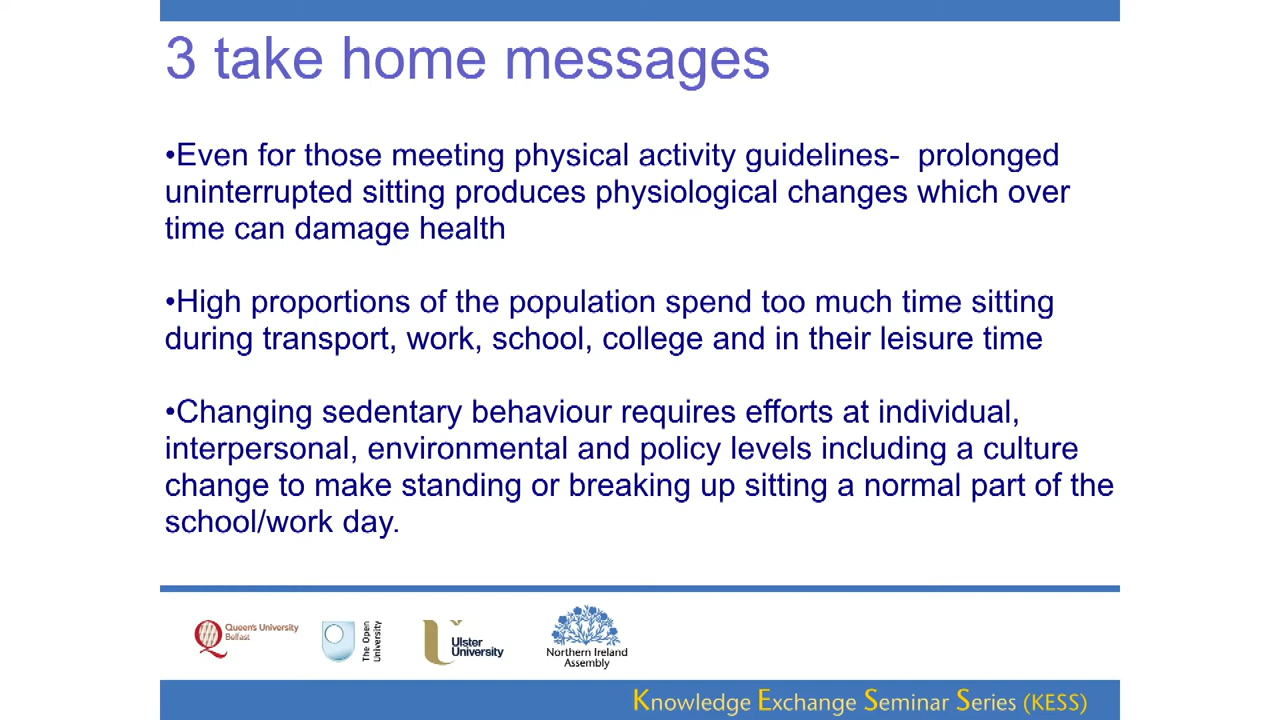 3 take home messages
•Even for those meeting physical activity guidelines-  prolonged
uninterrupted sitting produces physiological changes which over
time can damage health
•High proportions of the population spend too much time sitting
during transport, work, school, college and in their leisure time
•Changing sedentary behaviour requires efforts at individual,
interpersonal, environmental and policy levels including a culture
change to make standing or breaking up sitting a normal part of the
school/work day.
Queen's University
Belfast
The Open
University
Ulster
University
Northern Ireland
Assembly
Knowledge Exchange Seminar Series (KESS)